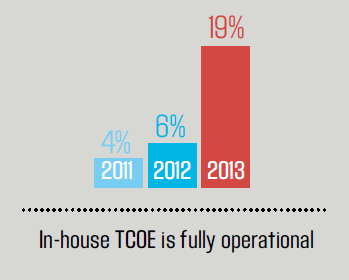 19%
6%
4%
2011 2012 2013
In-house TCOE is fully operational